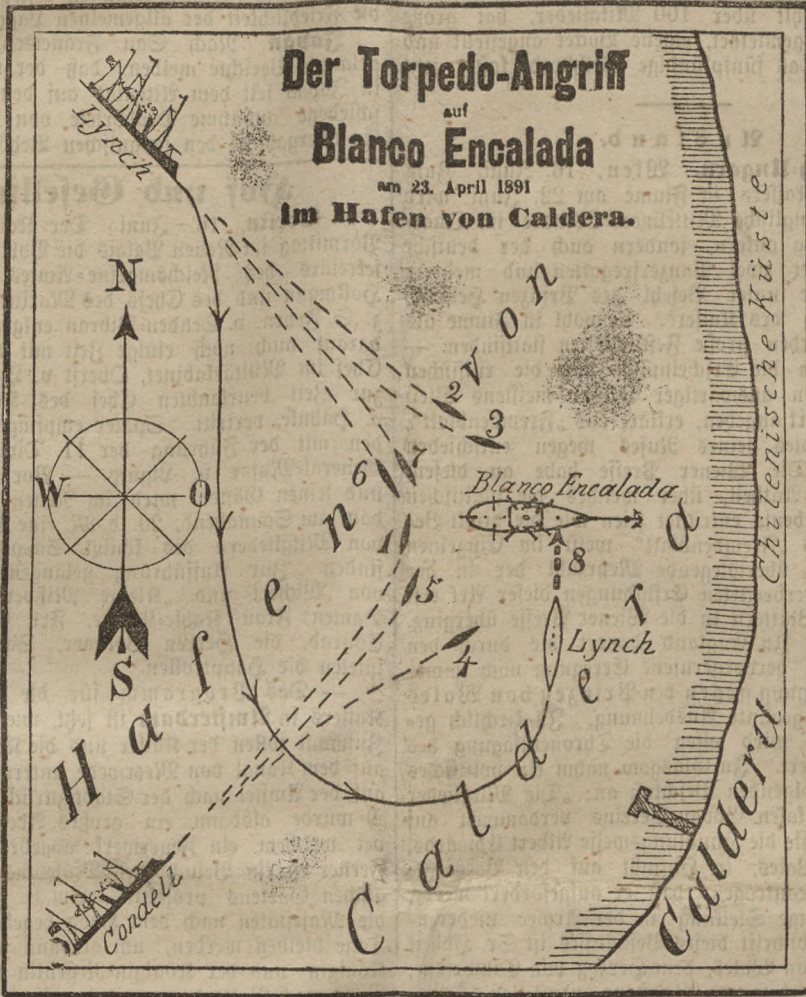 Der Torpedo-Angriff
auf
Blanco Encalada
am 23. April 1891
im Hafen von Caldera.
Lynch
N
W
O
S
Hafen von
Caldera
2
3
6
7
Blanco Encalada
1
8
5
Lynch
4
Condell
Chilenische Küste
Caldera